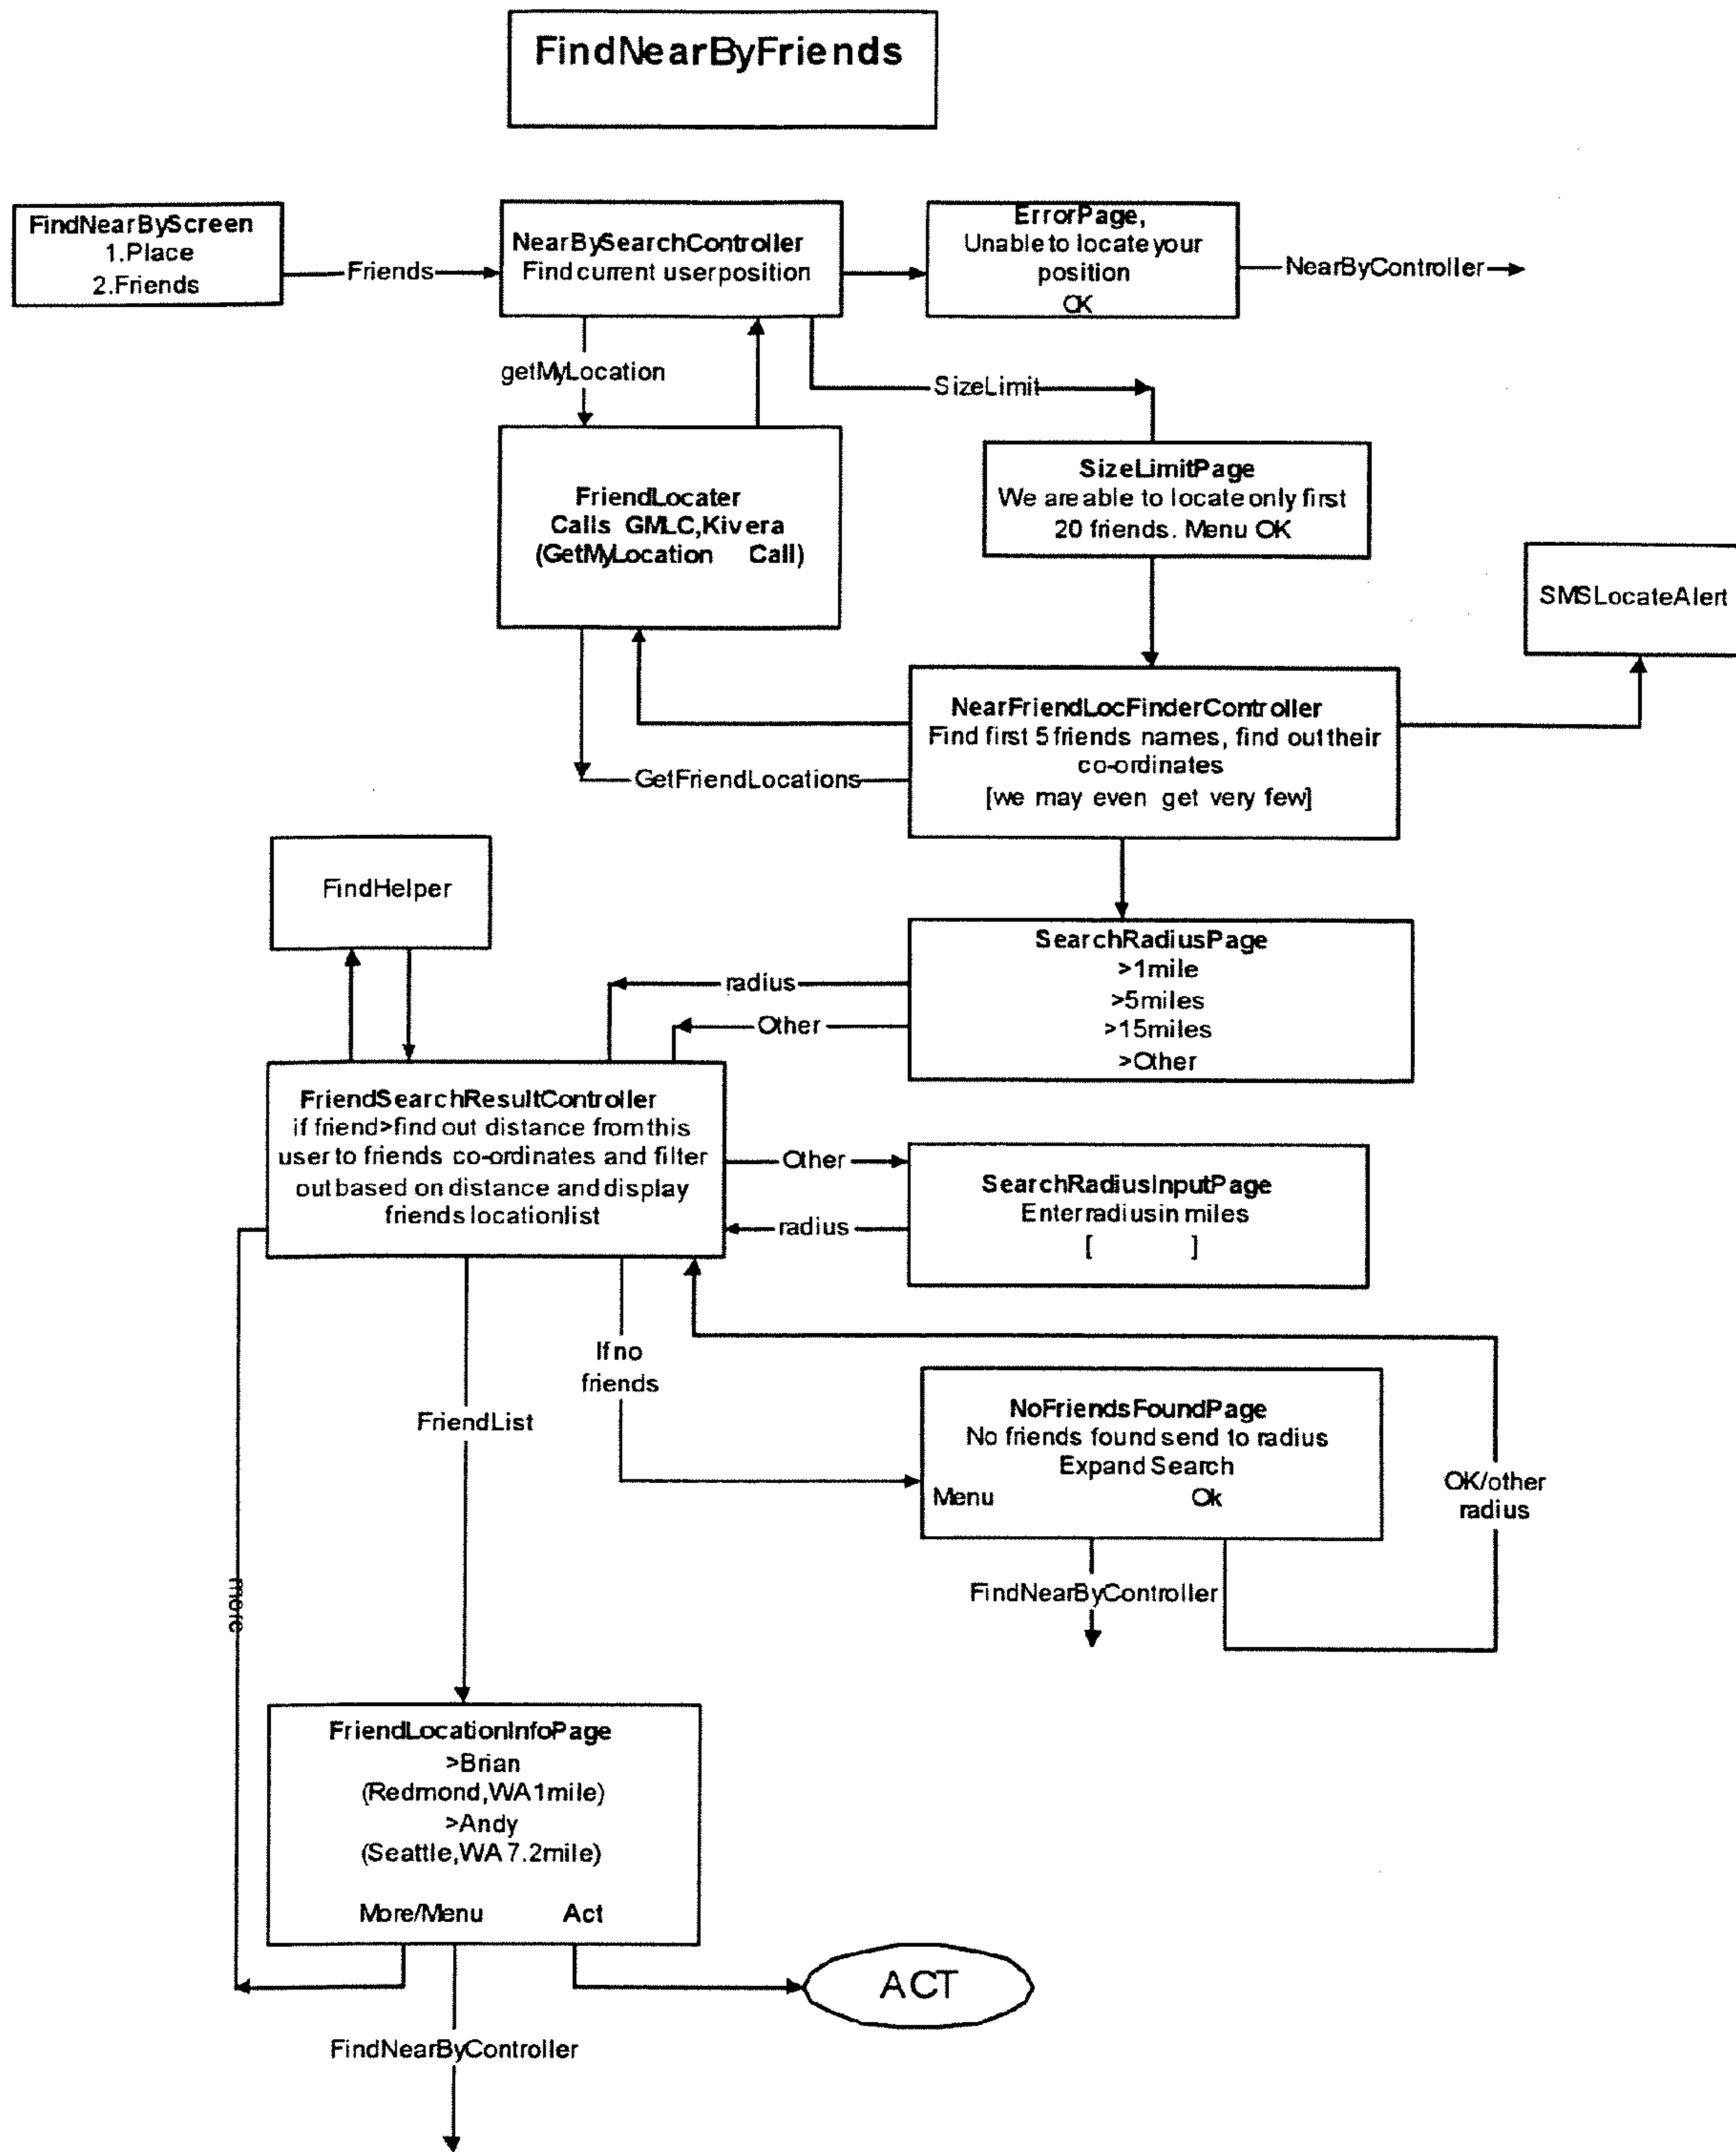 FindNearByFriends
FindNearByScreen
1.Place
2.Friends
Friends
NearBySearchController
Find current user position
ErrorPage,
Unable to locate your
position
OK
NearByController
getMyLocation
SizeLimit
FriendLocater
Calls GMLC,Kivera
(GetMyLocation Call)
SizeLimitPage
We are able to locate only first
20 friends. Menu OK
SMSLocateAlert
NearFriendLocFinderController
Find first 5 friends names, find out their
co-ordinates
[we may even get very few]
GetFriendLocations
FindHelper
SearchRadiusPage
>1mile
>5miles
>15miles
>Other
radius
Other
FriendSearchResultController
if friend>find out distance from this
user to friends co-ordinates and filter
out based on distance and display
friends locationlist
Other
radius
SearchRadiusInputPage
Enter radius in miles
[ ]
If no
friends
FriendList
NoFriendsFoundPage
No friends found send to radius
Expand Search
Menu Ok
OK/other
radius
FindNearByController
more
FriendLocationInfoPage
>Brian
(Redmond,WA 1mile)
>Andy
(Seattle,WA 7.2mile)
More/Menu Act
ACT
FindNearByController